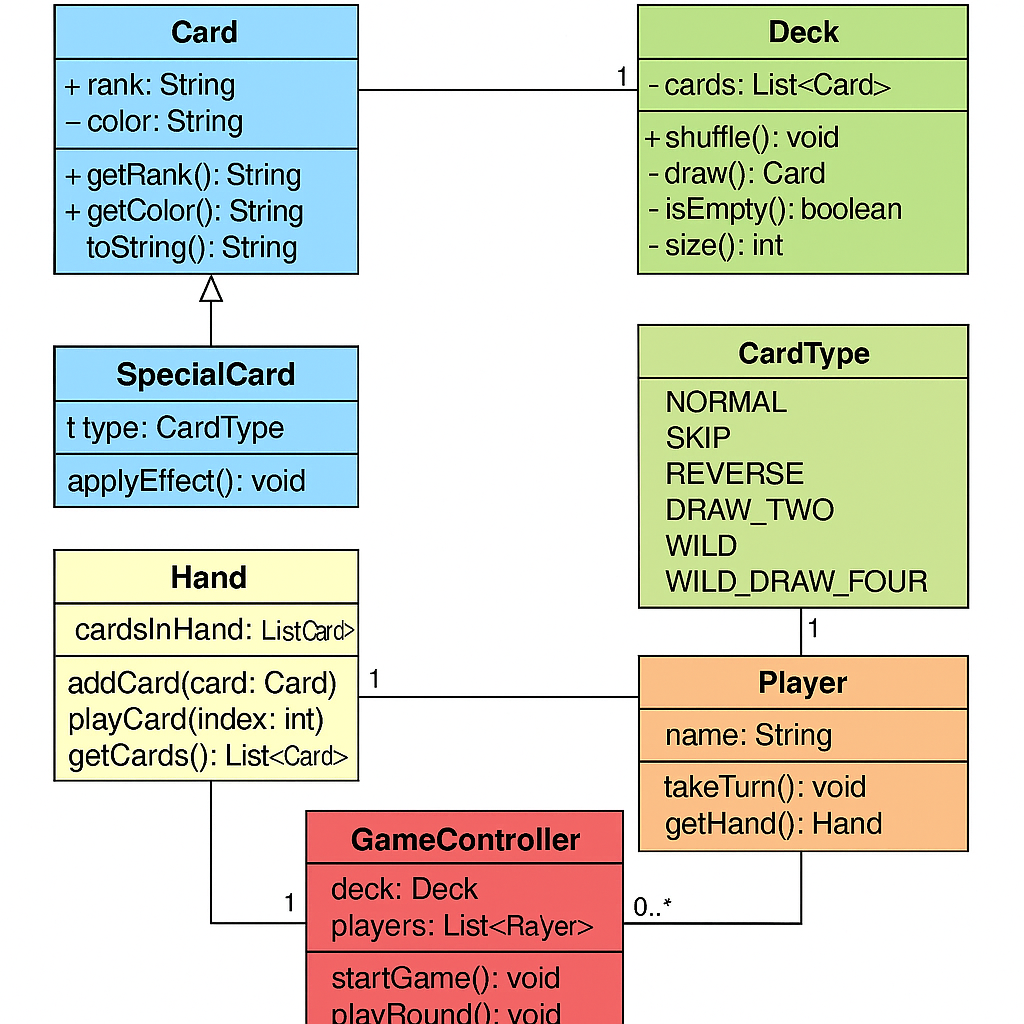 Card
+ rank: String
– color: String
+ getRank(): String
+ getColor(): String
toString(): String
1
Deck
- cards: List<Card>
+ shuffle(): void
- draw(): Card
- isEmpty(): boolean
- size(): int
SpecialCard
t type: CardType
applyEffect(): void
CardType
NORMAL
SKIP
REVERSE
DRAW_TWO
WILD
WILD_DRAW_FOUR
1
Hand
cardsInHand: ListCard>
addCard(card: Card)
playCard(index: int)
getCards(): List<Card>
1
Player
name: String
takeTurn(): void
getHand(): Hand
1
0..*
GameController
deck: Deck
players: List<Rayer>
startGame(): void
playRound(): void